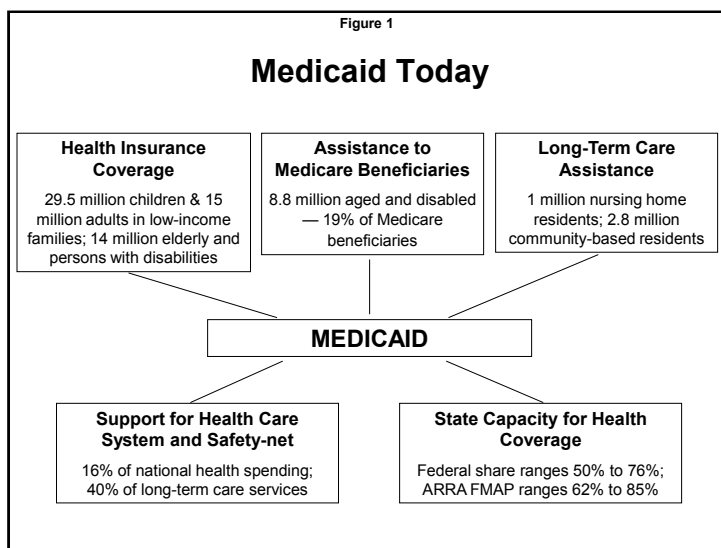 Figure 1
Medicaid Today
Health Insurance
Coverage
29.5 million children & 15
million adults in low-income
families; 14 million elderly and
persons with disabilities
Assistance to
Medicare Beneficiaries
8.8 million aged and disabled
— 19% of Medicare
beneficiaries
Long-Term Care
Assistance
1 million nursing home
residents; 2.8 million
community-based residents
MEDICAID
Support for Health Care
System and Safety-net
16% of national health spending;
40% of long-term care services
State Capacity for Health
Coverage
Federal share ranges 50% to 76%;
ARRA FMAP ranges 62% to 85%